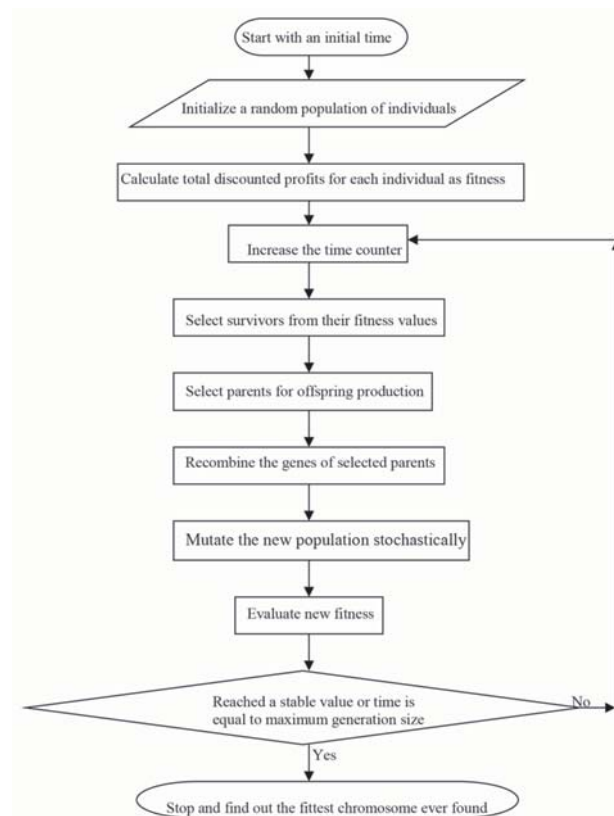 Start with an initial time
Initialize a random population of individuals
Calculate total discounted profits for each individual as fitness
Increase the time counter
Select survivors from their fitness values
Select parents for offspring production
Recombine the genes of selected parents
Mutate the new population stochastically
Evaluate new fitness
Reached a stable value or time is
equal to maximum generation size
No
Yes
Stop and find out the fittest chromosome ever found